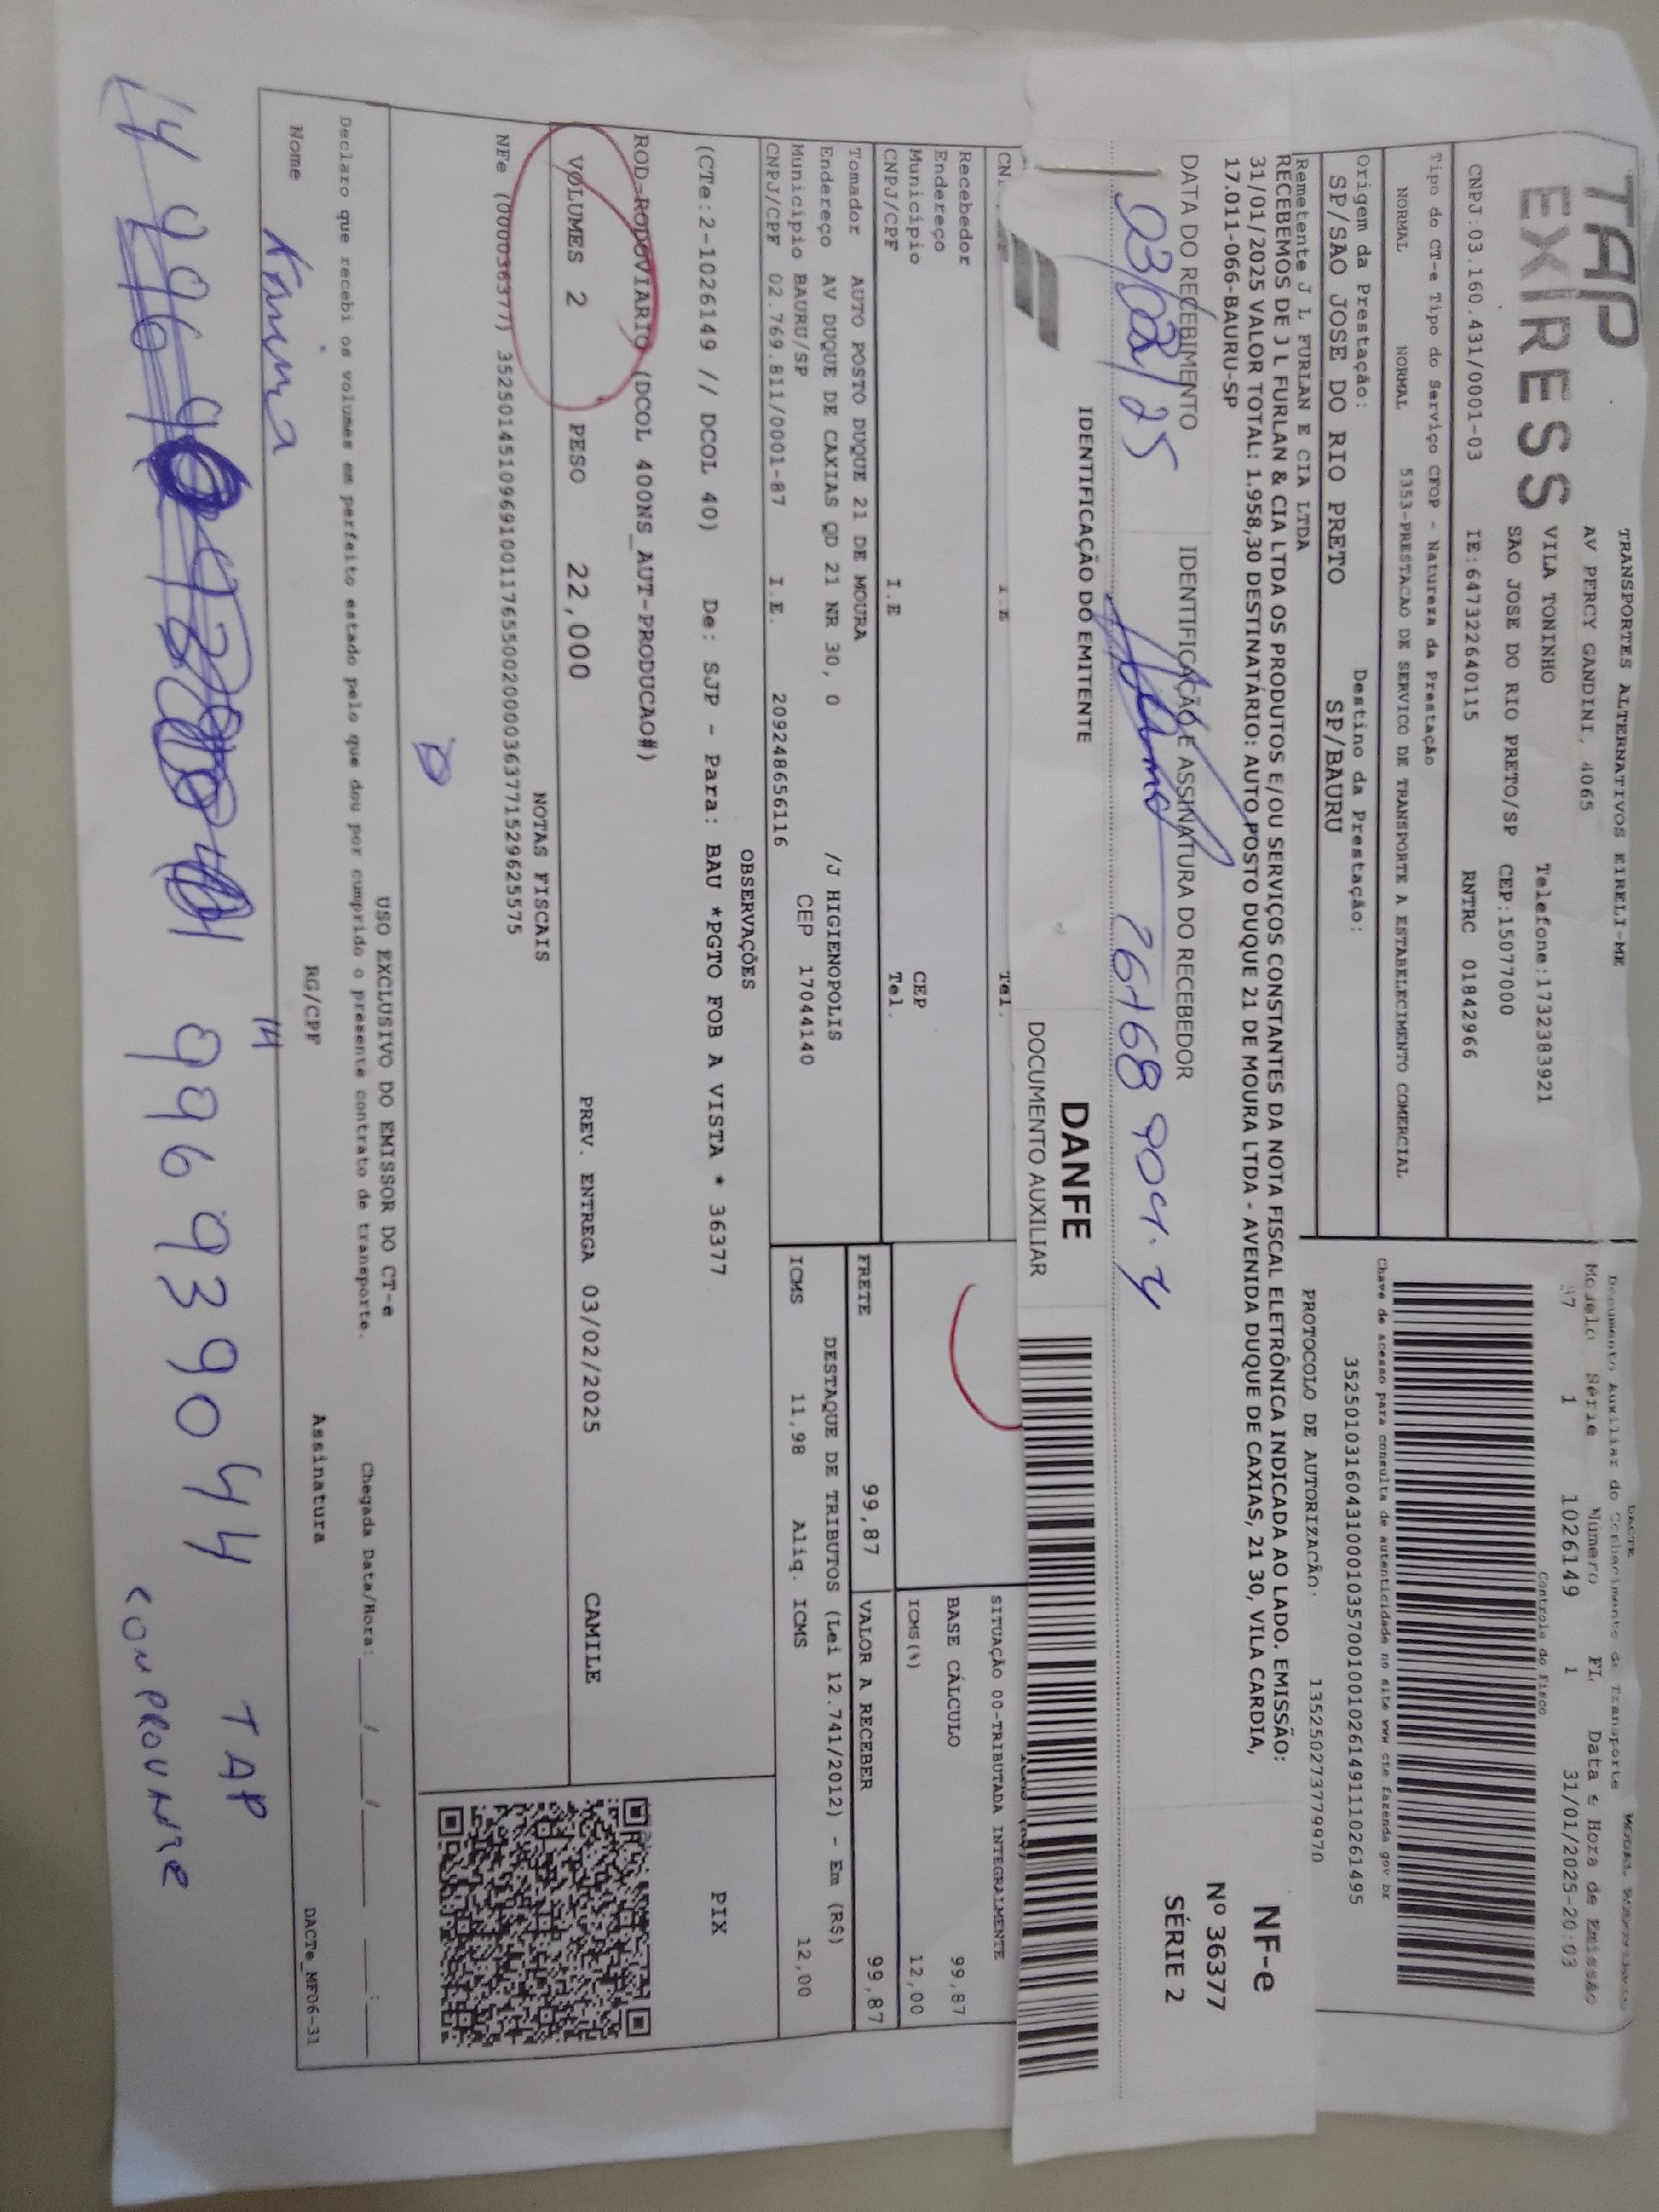 TAP
EXPRESS
TRANSPORTES ALTERNATIVOS EIRELI-ME
AV PERCY GANDINI, 4065
VILA TONINHO Telefone:1732383921
SAO JOSE DO RIO PRETO/SP CEP:15077000
CNPJ:03.160.431/0001-03 IE:647322640115 RNTRC 01842966
DACTE
Documento Auxiliar do Conhecimento de Transporte
Modelo Série Número FL Data e Hora de Emissão
57 1 1026149 1 31/01/2025-20:03
Controle do Fisco
Chave de acesso para consulta de autenticidade no site www cte fazenda gov br
35250103160431000103570010010261491110261495
PROTOCOLO DE AUTORIZAÇÃO. 135250273779970
Tipo do CT-e Tipo do Serviço CFOP - Natureza da Prestação
NORMAL NORMAL 5353-PRESTACAO DE SERVICO DE TRANSPORTE A ESTABELECIMENTO COMERCIAL
Origem da Prestação: Destino da Prestação:
SP/SAO JOSE DO RIO PRETO SP/BAURU
Remetente J L FURLAN E CIA LTDA
RECEBEMOS DE J L FURLAN & CIA LTDA OS PRODUTOS E/OU SERVIÇOS CONSTANTES DA NOTA FISCAL ELETRÔNICA INDICADA AO LADO. EMISSÃO:
31/01/2025 VALOR TOTAL: 1.958,30 DESTINATÁRIO: AUTO POSTO DUQUE 21 DE MOURA LTDA - AVENIDA DUQUE DE CAXIAS, 21 30, VILA CARDIA,
17.011-066-BAURU-SP
NF-e
Nº 36377
SÉRIE 2
DATA DO RECEBIMENTO IDENTIFICAÇÃO E ASSINATURA DO RECEBEDOR
03/02/25
IDENTIFICAÇÃO DO EMITENTE DANFE
DOCUMENTO AUXILIAR
CN. I.E Tel.
Recebedor
Endereço
Município CEP
CNPJ/CPF I.E Tel.
SITUAÇÃO 00-TRIBUTADA INTEGRALMENTE
BASE CÁLCULO 99,87
ICMS(%) 12,00
Tomador AUTO POSTO DUQUE 21 DE MOURA
Endereço AV DUQUE DE CAXIAS QD 21 NR 30, 0 /J HIGIENOPOLIS
Município BAURU/SP CEP 17044140
CNPJ/CPF 02.769.811/0001-87 I.E. 209248656116
FRETE 99,87 VALOR A RECEBER 99,87
DESTAQUE DE TRIBUTOS (Lei 12.741/2012) - Em (R$)
ICMS 11,98 Aliq. ICMS 12,00
OBSERVAÇÕES
(CTe:2-1026149 // DCOL 40) De: SJP - Para: BAU *PGTO FOB A VISTA * 36377
PIX
ROD-RODOVIARIO (DCOL 400NS_AUT-PRODUCAO#)
VOLUMES 2 PESO 22,000 PREV. ENTREGA 03/02/2025 CAMILE
NOTAS FISCAIS
NFe (000036377) 35250145109691001176550020000363771529625575
USO EXCLUSIVO DO EMISSOR DO CT-e
Declaro que recebi os volumes em perfeito estado pelo que dou por cumprido o presente contrato de transporte. Chegada Data/Hora:___/___/___ ___:___
Nome RG/CPF Assinatura DACTe_MF06-31
14
996939044 TAP